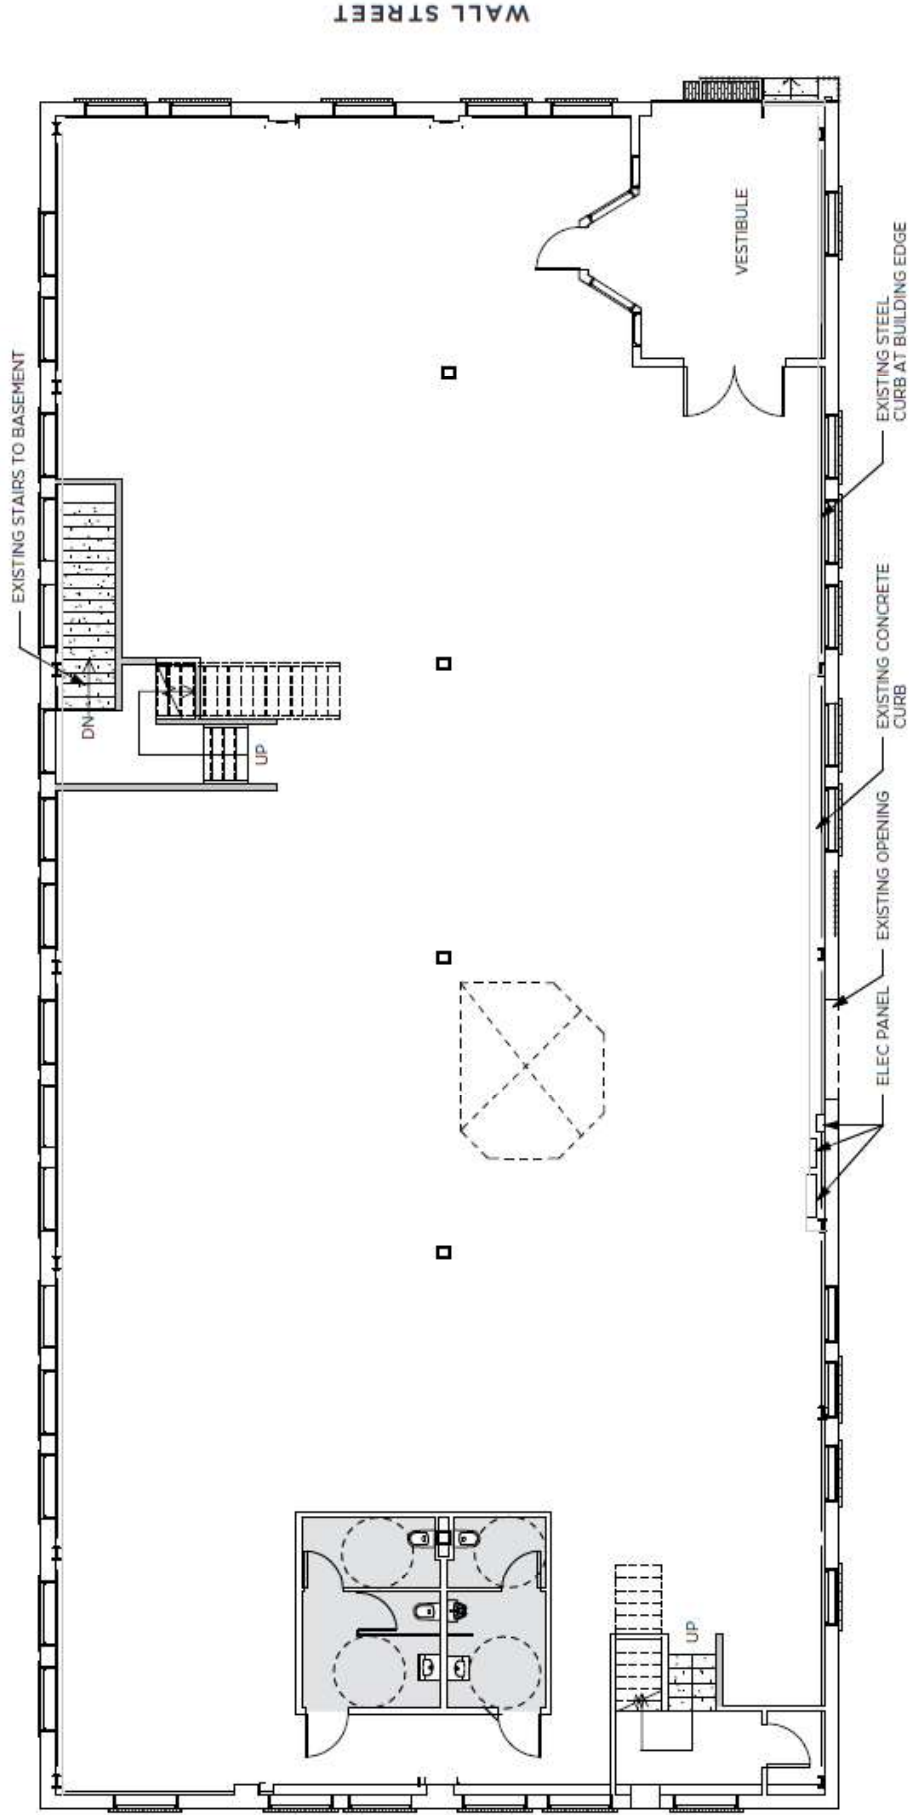 WALL STREET
VESTIBULE
EXISTING STAIRS TO BASEMENT
DN
UP
EXISTING STEEL
CURB AT BUILDING EDGE
EXISTING CONCRETE
CURB
EXISTING OPENING
ELEC PANEL
UP